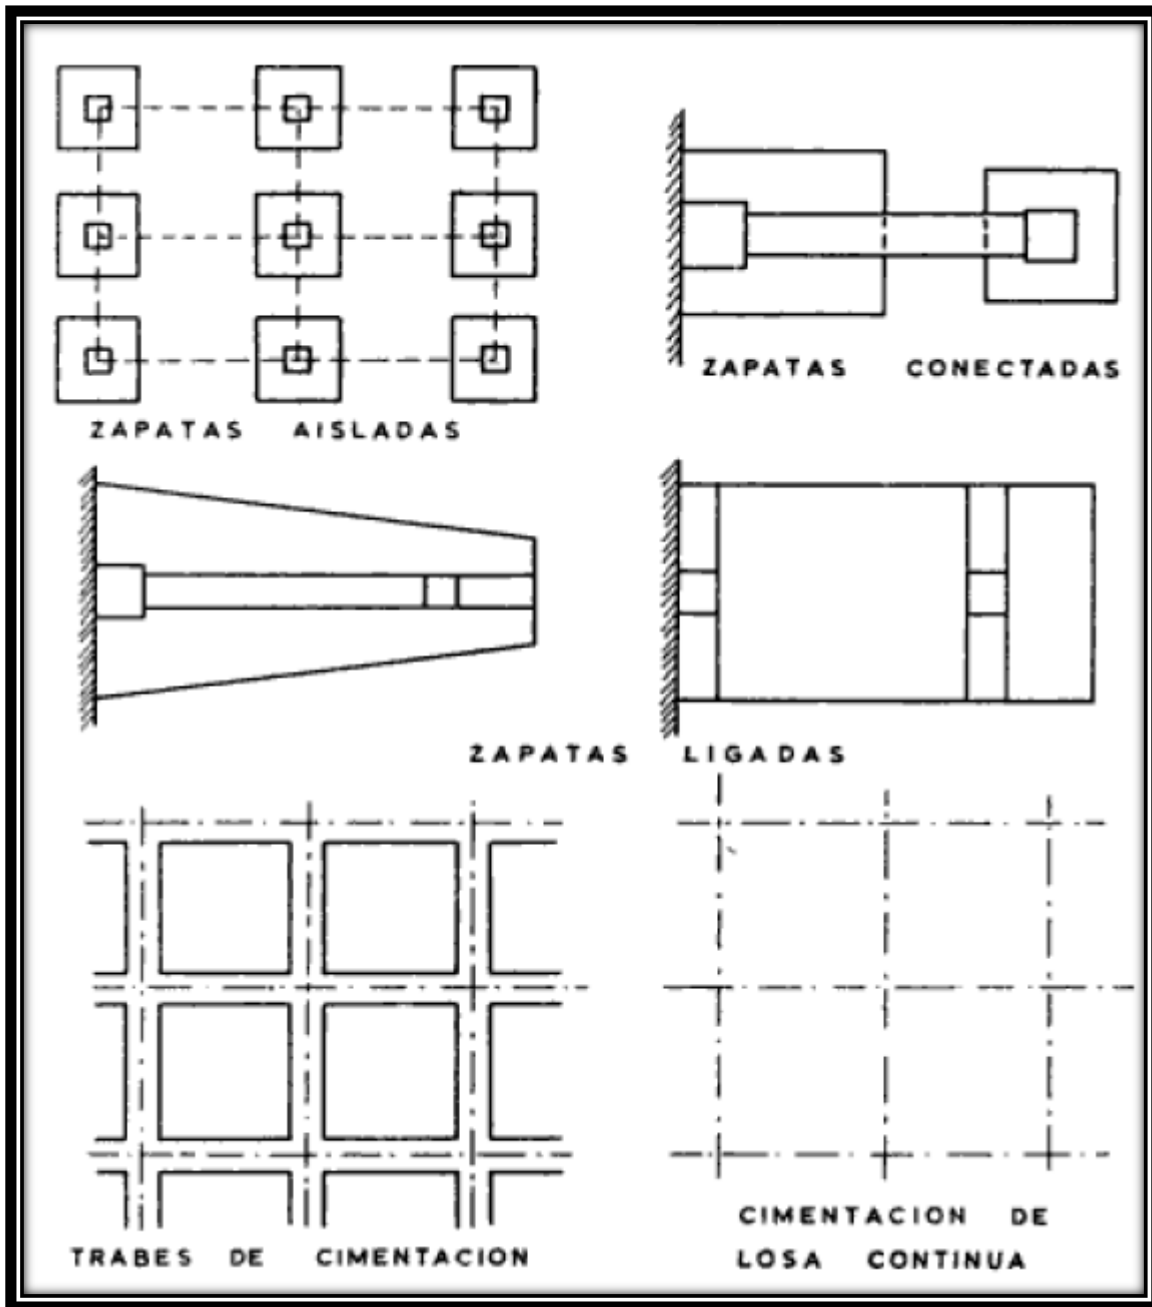 ZAPATAS AISLADAS
ZAPATAS CONECTADAS
ZAPATAS LIGADAS
TRABES DE CIMENTACION
CIMENTACION DE
LOSA CONTINUA